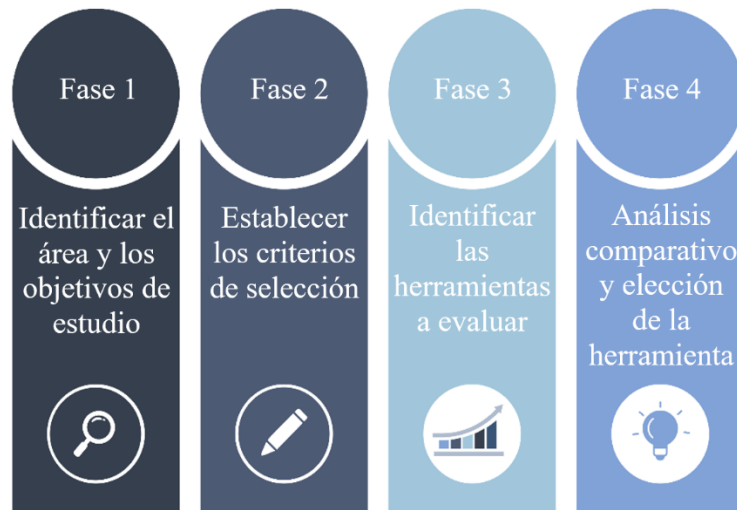 Fase 1
Identificar el
área y los
objetivos de
estudio
Fase 2
Establecer
los criterios
de selección
Fase 3
Identificar
las
herramientas
a evaluar
Fase 4
Análisis
comparativo
y elección
de la
herramienta